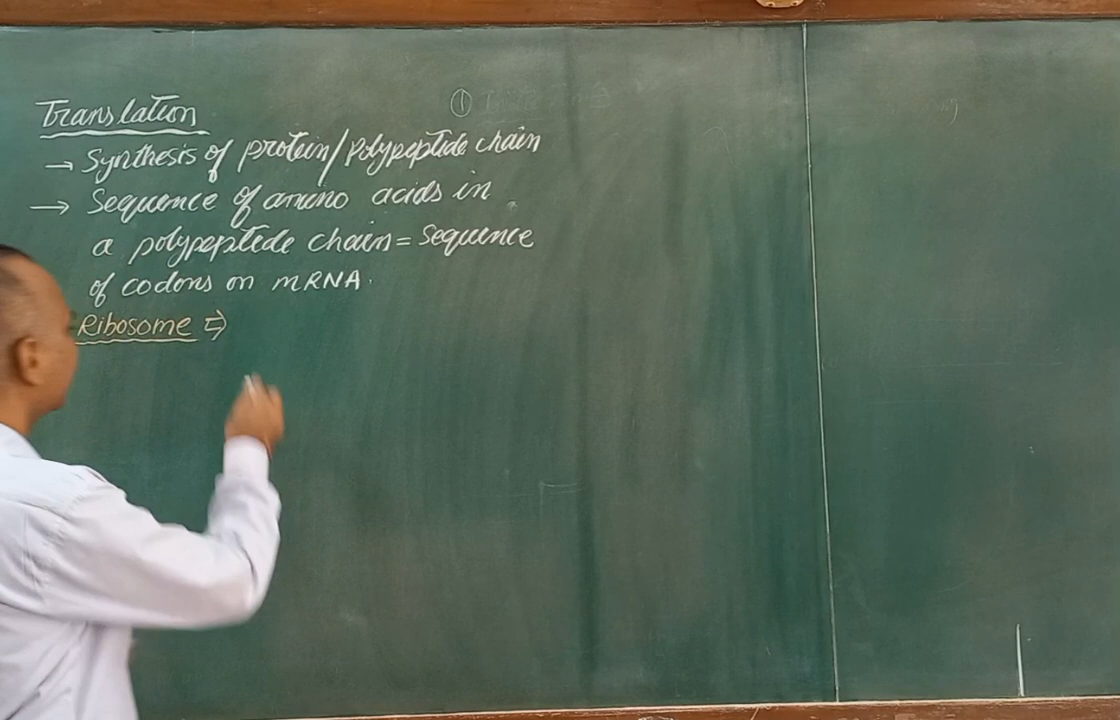 Translation
①
→ Synthesis of protein/polypeptide chain
→ Sequence of amino acids in
a polypeptide chain = sequence
of codons on mRNA.
Ribosome ⇨